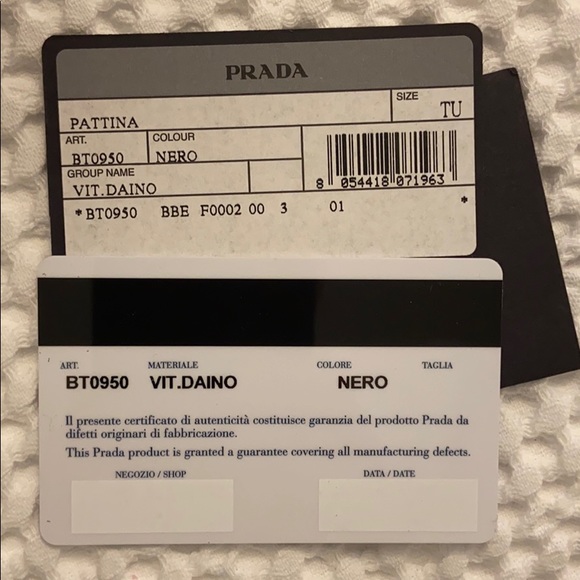 PRADA
SIZE
PATTINA TU
ART. COLOUR
BT0950 NERO
GROUP NAME
VIT.DAINO
8 054418 071963
*BT0950 BBE F0002 00 3 01 *
ART. MATERIALE COLORE TAGLIA
BT0950 VIT.DAINO NERO
Il presente certificato di autenticità costituisce garanzia del prodotto Prada da
difetti originari di fabbricazione.
This Prada product is granted a guarantee covering all manufacturing defects.
NEGOZIO / SHOP DATA / DATE